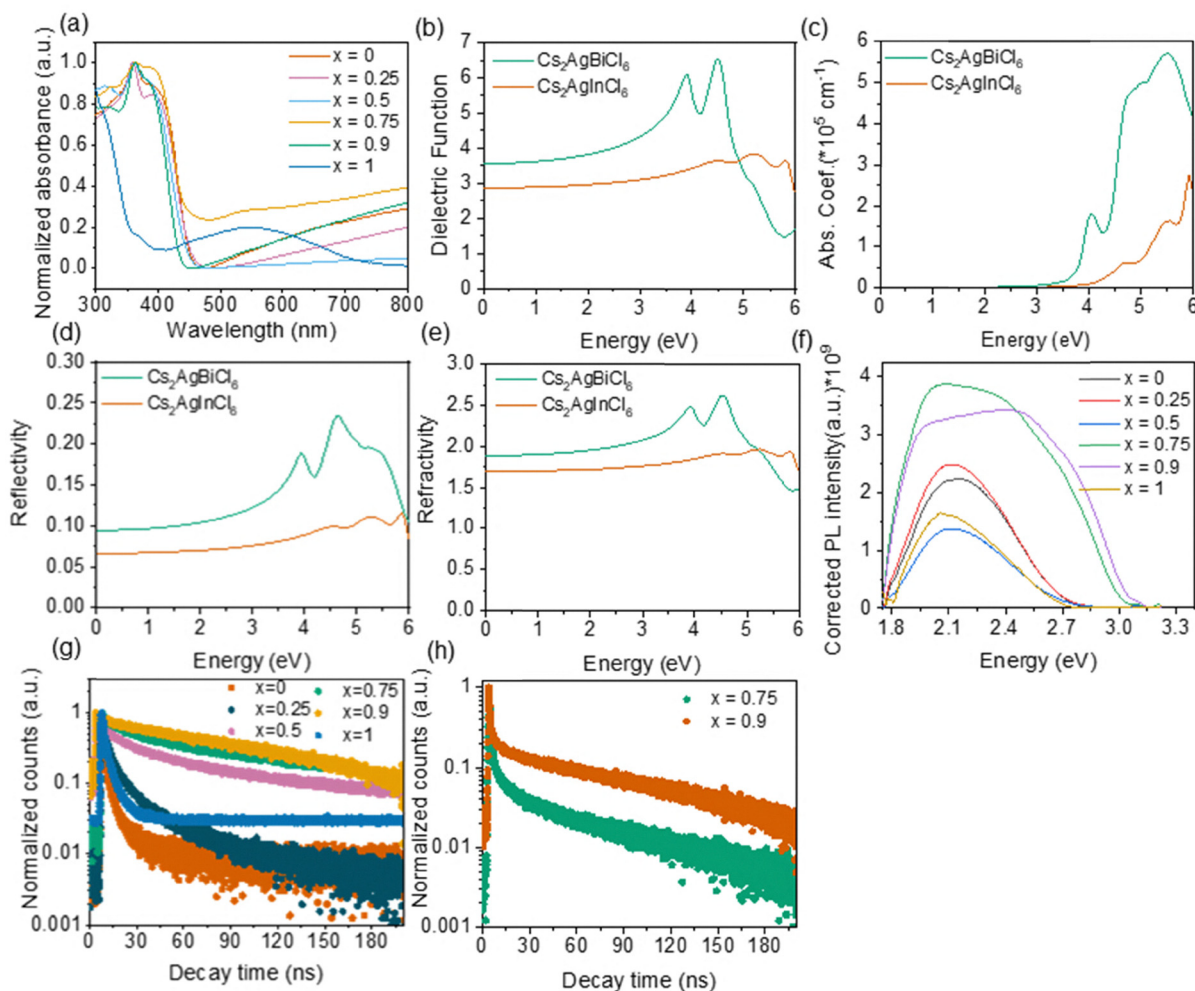 (a)
Normalized absorbance (a.u.)
1.0
0.8
0.6
0.4
0.2
0.0
χ = 0
χ = 0.25
χ = 0.5
χ = 0.75
χ = 0.9
χ = 1
300 400 500 600 700 800
Wavelength (nm)
(b)
Dielectric Function
7
6
5
4
3
2
1
0
Cs₂AgBiCl₆
Cs₂AgInCl₆
0 1 2 3 4 5 6
Energy (eV)
(c)
Abs. Coef.(*10⁵ cm⁻¹)
6
5
4
3
2
1
0
Cs₂AgBiCl₆
Cs₂AgInCl₆
0 1 2 3 4 5 6
Energy (eV)
(d)
Reflectivity
0.30
0.25
0.20
0.15
0.10
0.05
0.00
Cs₂AgBiCl₆
Cs₂AgInCl₆
0 1 2 3 4 5 6
Energy (eV)
(e)
Refractivity
3.0
2.5
2.0
1.5
1.0
0.5
0.0
Cs₂AgBiCl₆
Cs₂AgInCl₆
0 1 2 3 4 5 6
Energy (eV)
(f)
Corrected PL intensity(a.u.)*10⁹
4
3
2
1
0
χ = 0
χ = 0.25
χ = 0.5
χ = 0.75
χ = 0.9
χ = 1
1.8 2.1 2.4 2.7 3.0 3.3
Energy (eV)
(g)
Normalized counts (a.u.)
1
0.1
0.01
0.001
χ=0
χ=0.25
χ=0.5
χ=0.75
χ=0.9
χ=1
0 30 60 90 120 150 180
Decay time (ns)
(h)
Normalized counts (a.u.)
1
0.1
0.01
0.001
χ = 0.75
χ = 0.9
0 30 60 90 120 150 180
Decay time (ns)